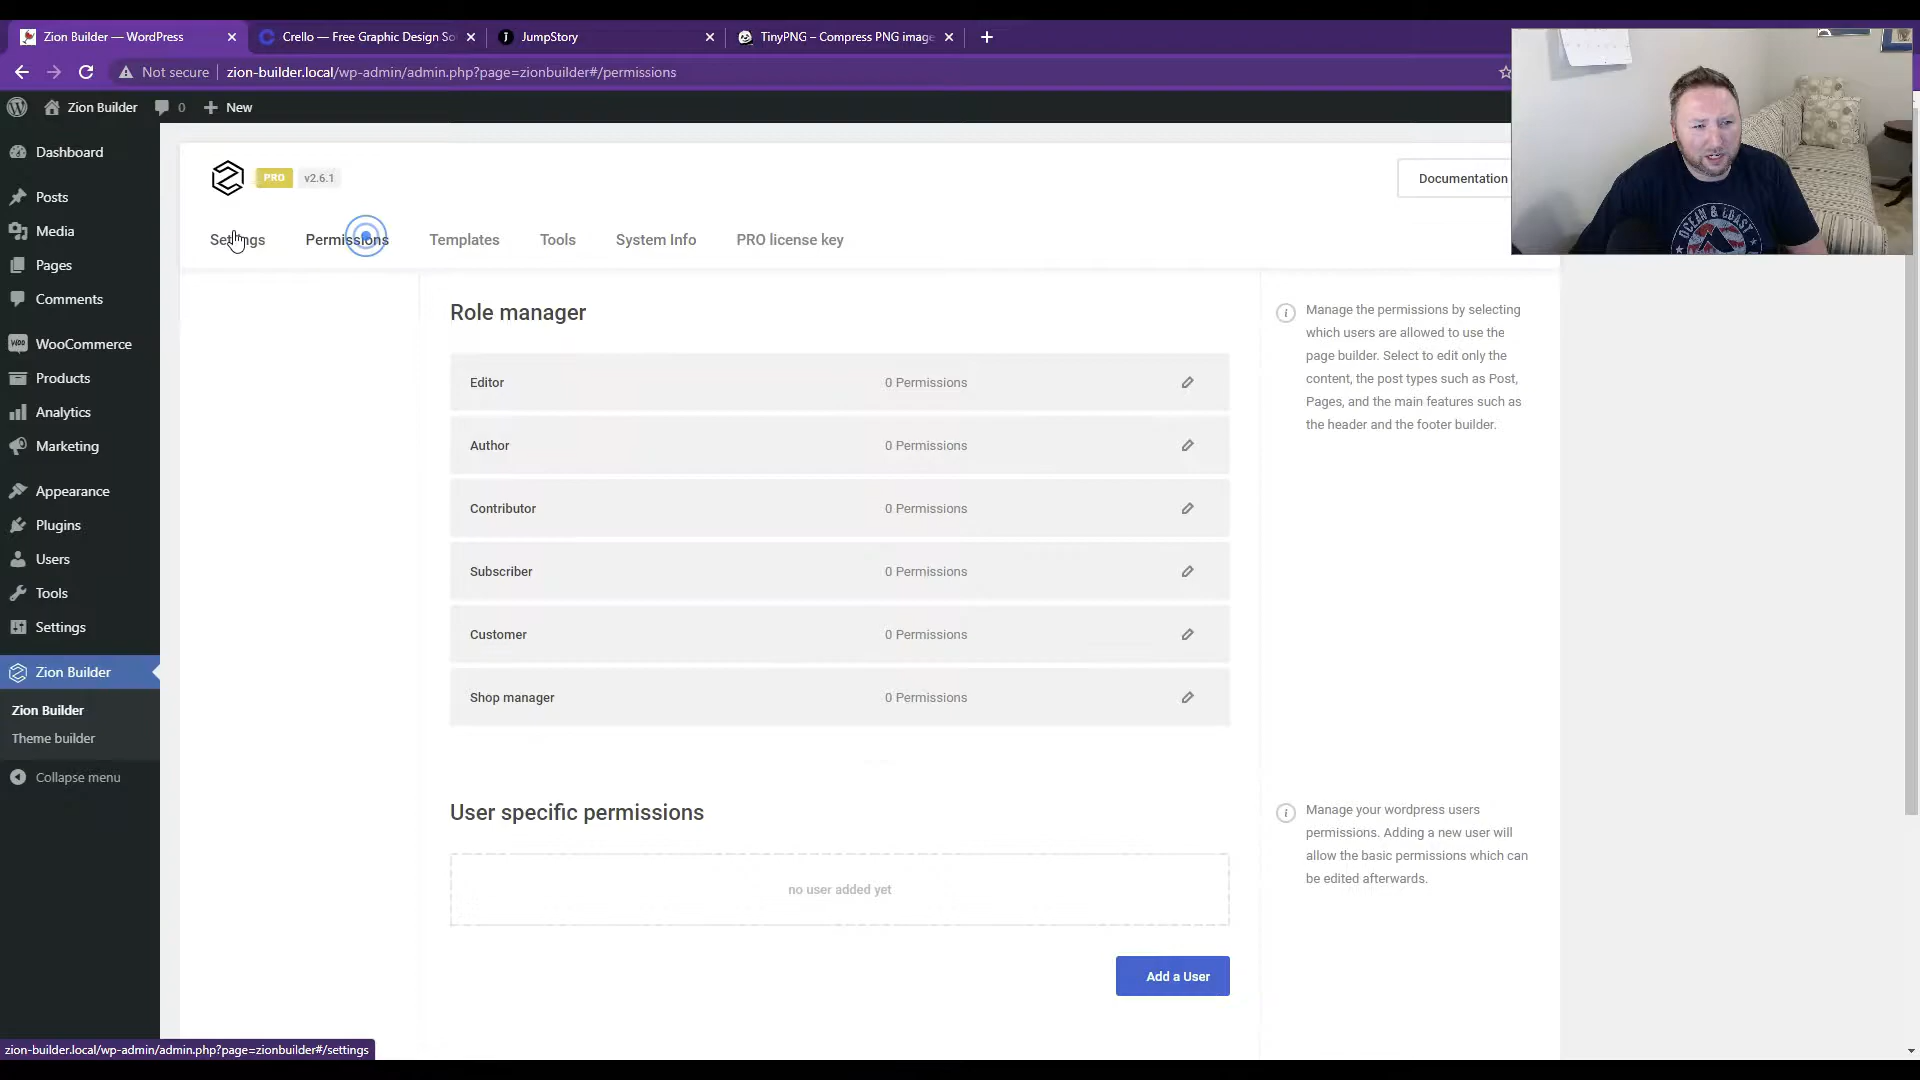 Zion Builder — WordPress
Crello — Free Graphic Design So
JumpStory
TinyPNG – Compress PNG image
Not secure
zion-builder.local/wp-admin/admin.php?page=zionbuilder#/permissions
Zion Builder
0
New
Dashboard
Posts
Media
Pages
Comments
WooCommerce
Products
Analytics
Marketing
Appearance
Plugins
Users
Tools
Settings
Zion Builder
Zion Builder
Theme builder
Collapse menu
PRO
v2.6.1
Documentation
Settings
Permissions
Templates
Tools
System Info
PRO license key
Role manager
Editor
0 Permissions
Author
0 Permissions
Contributor
0 Permissions
Subscriber
0 Permissions
Customer
0 Permissions
Shop manager
0 Permissions
Manage the permissions by selecting
which users are allowed to use the
page builder. Select to edit only the
content, the post types such as Post,
Pages, and the main features such as
the header and the footer builder.
User specific permissions
no user added yet
Add a User
Manage your wordpress users
permissions. Adding a new user will
allow the basic permissions which can
be edited afterwards.
OCEAN & COAST
zion-builder.local/wp-admin/admin.php?page=zionbuilder#/settings